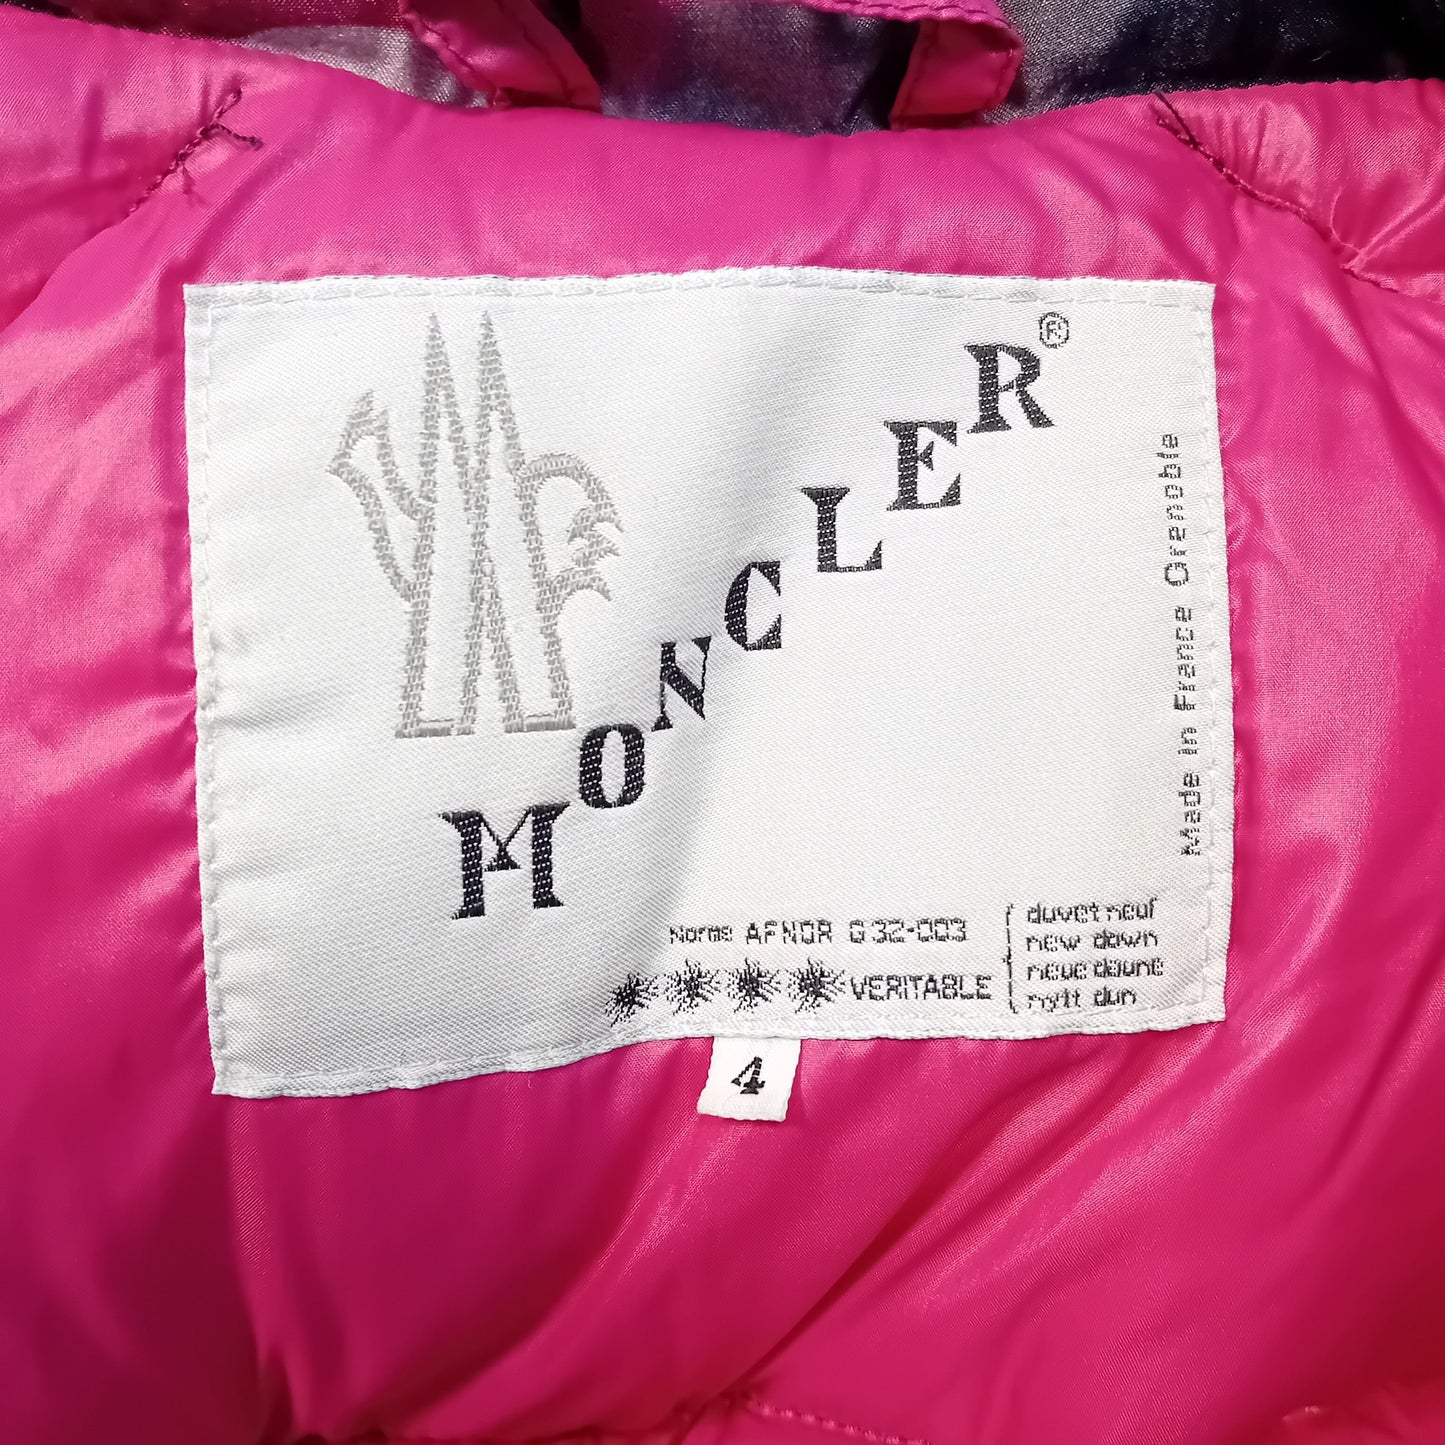 MONCLER®
Made in France Grenoble
Norme AFNOR G 32-003
VERITABLE
duvet neuf
new down
neue daune
nytt dun
4